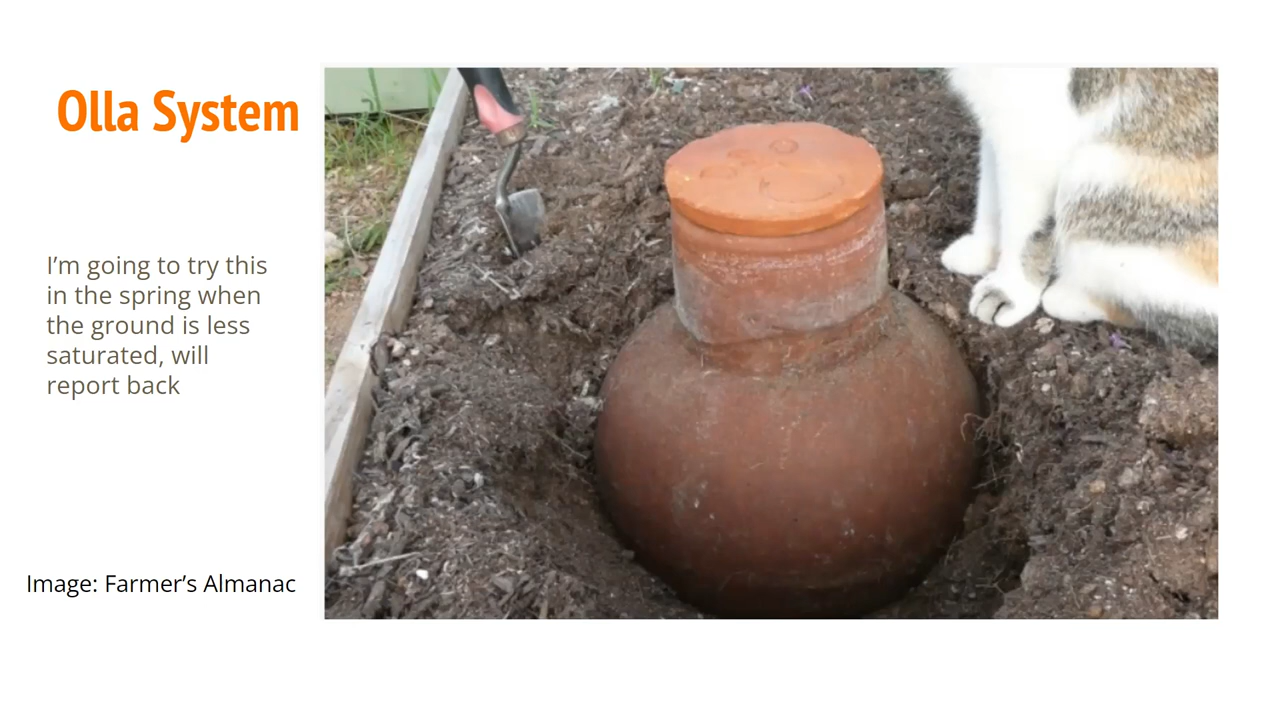 Olla System
I’m going to try this
in the spring when
the ground is less
saturated, will
report back
Image: Farmer’s Almanac